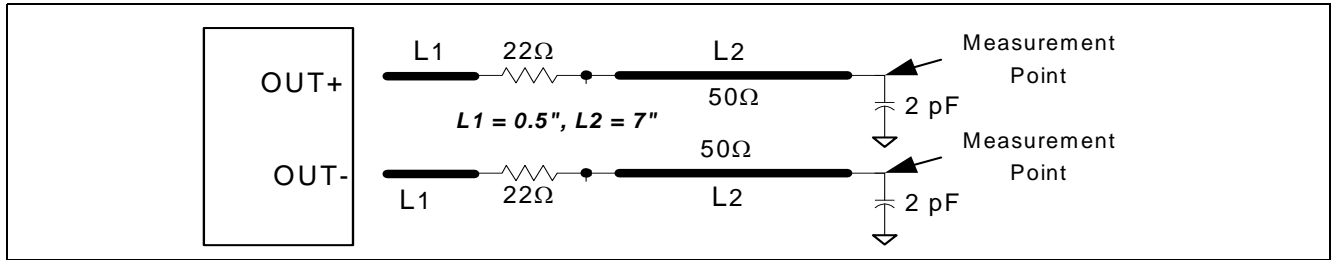 L1
22Ω
L2
Measurement
Point
OUT+
50Ω
2 pF
L1 = 0.5", L2 = 7"
50Ω
Measurement
Point
OUT-
L1
22Ω
L2
2 pF